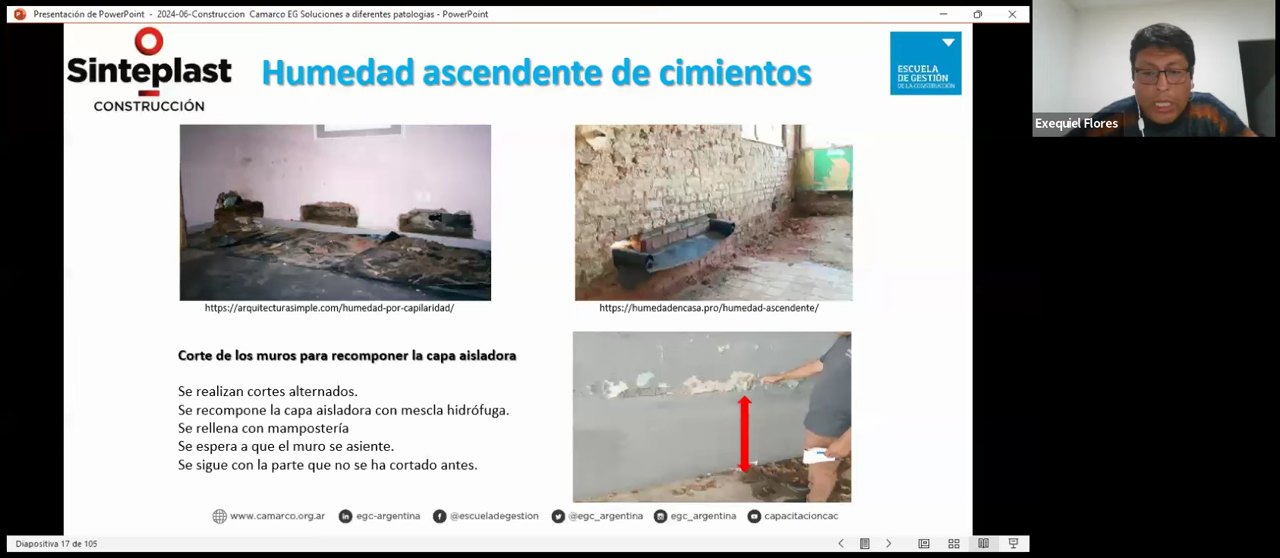 Presentación de PowerPoint - 2024-06-Construccion Camarco EG Soluciones a diferentes patologias - PowerPoint
Sinteplast
CONSTRUCCIÓN
Humedad ascendente de cimientos
ESCUELA
DE GESTIÓN
DE LA CONSTRUCCIÓN
Exequiel Flores
https://arquitecturasimple.com/humedad-por-capilaridad/
https://humedadencasa.pro/humedad-ascendente/
Corte de los muros para recomponer la capa aisladora
Se realizan cortes alternados.
Se recompone la capa aisladora con mescla hidrófuga.
Se rellena con mampostería
Se espera a que el muro se asiente.
Se sigue con la parte que no se ha cortado antes.
www.camarco.org.ar egc-argentina @escueladegestion @egc_argentina egc_argentina capacitacioncac
Diapositiva 17 de 105